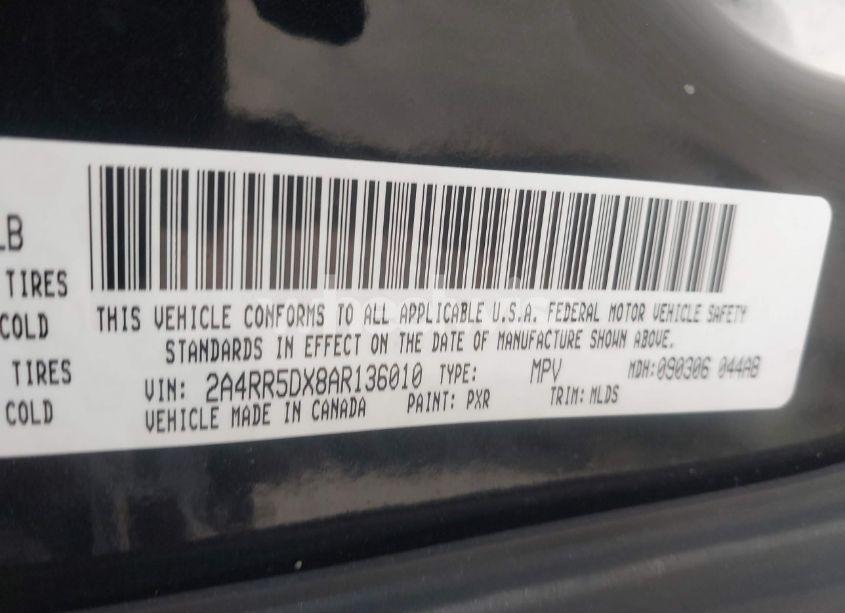 LB
TIRES
COLD
TIRES
COLD
THIS VEHICLE CONFORMS TO ALL APPLICABLE U.S.A. FEDERAL MOTOR VEHICLE SAFETY
STANDARDS IN EFFECT ON THE DATE OF MANUFACTURE SHOWN ABOVE.
VIN: 2A4RR5DX8AR136010 TYPE: MPV MDH:090306 044AB
VEHICLE MADE IN CANADA PAINT: PXR TRIM: MLDS